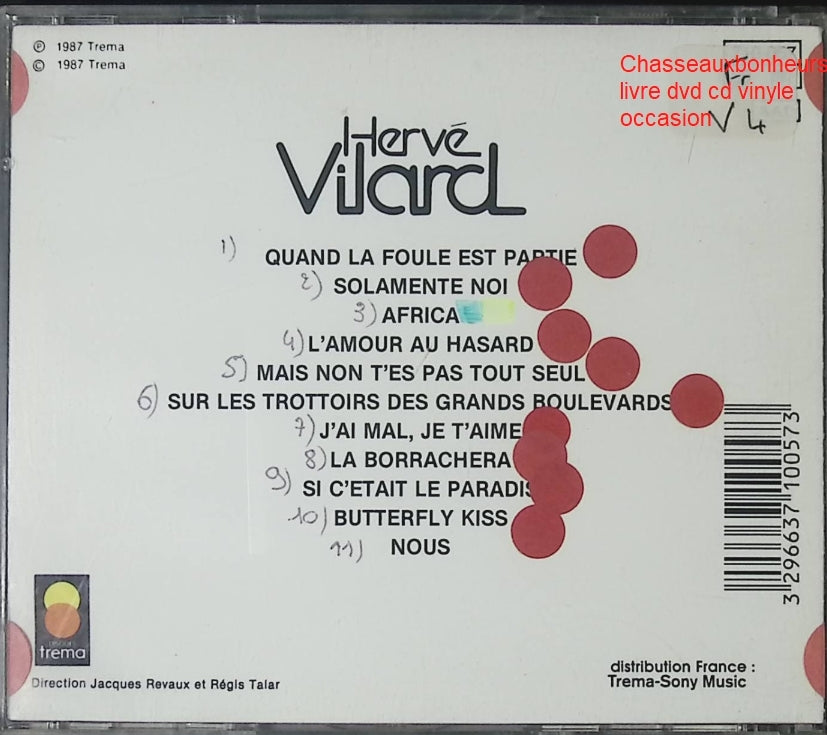 ℗ 1987 Trema
© 1987 Trema
Chasseauxbonheurs
livre dvd cd vinyle
occasion
Fr
V 4
Hervé
Vilard
1) QUAND LA FOULE EST PARTIE
2) SOLAMENTE NOI
3) AFRICA
4) L'AMOUR AU HASARD
5) MAIS NON T'ES PAS TOUT SEUL
6) SUR LES TROTTOIRS DES GRANDS BOULEVARDS
7) J'AI MAL, JE T'AIME
8) LA BORRACHERA
9) SI C'ETAIT LE PARADIS
10) BUTTERFLY KISS
11) NOUS
3 296637 100573
disques
trema
Direction Jacques Revaux et Régis Talar
distribution France :
Trema-Sony Music